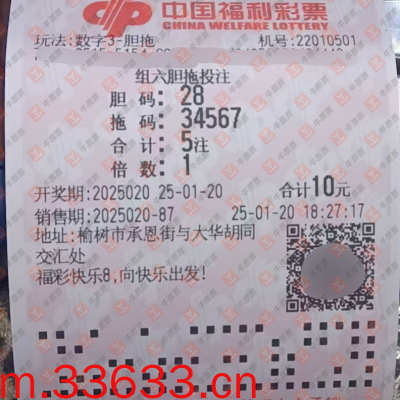 中国福利彩票
CHINA WELFARE LOTTERY
玩法:数字3-胆拖 机号:22010501
组六胆拖投注
胆 码: 28
拖 码: 34567
合 计: 5注
倍 数: 1
开奖期:2025020 25-01-20 合计10元
销售期:2025020-87 25-01-20 18:27:17
地址:榆树市承恩街与大华胡同
交汇处
福彩快乐8,向快乐出发!
m.33633.cn